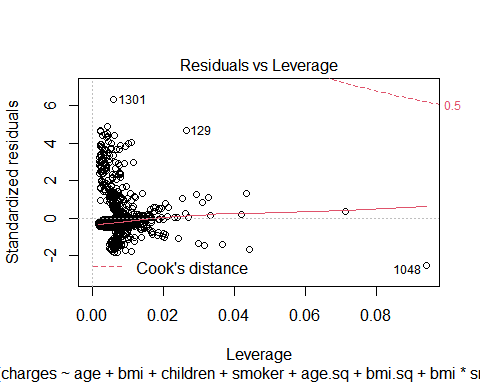 Residuals vs Leverage
Standardized residuals
6
4
2
0
-2
1301
129
1048
0.5
Cook's distance
0.00 0.02 0.04 0.06 0.08
Leverage
(charges ~ age + bmi + children + smoker + age.sq + bmi.sq + bmi * s